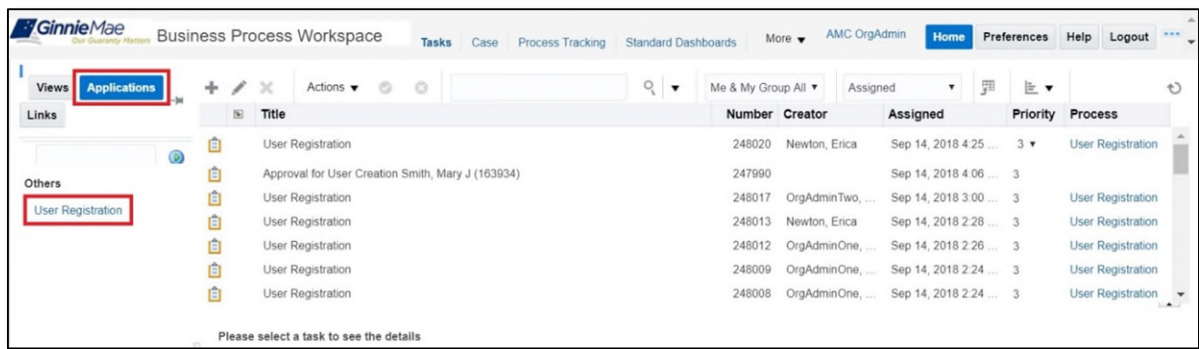 GinnieMae
Our Guaranty Matters
Business Process Workspace
Tasks Case Process Tracking Standard Dashboards More AMC OrgAdmin Home Preferences Help Logout
Views Applications Actions Me & My Group All Assigned
Links Title Number Creator Assigned Priority Process
User Registration 248020 Newton, Erica Sep 14, 2018 4:25 ... 3 User Registration
Approval for User Creation Smith, Mary J (163934) 247990 Sep 14, 2018 4:06 ... 3
Others
User Registration 248017 OrgAdminTwo, ... Sep 14, 2018 3:00 ... 3 User Registration
User Registration
User Registration 248013 Newton, Erica Sep 14, 2018 2:28 ... 3 User Registration
User Registration 248012 OrgAdminOne, ... Sep 14, 2018 2:26 ... 3 User Registration
User Registration 248009 OrgAdminOne, ... Sep 14, 2018 2:24 ... 3 User Registration
User Registration 248008 OrgAdminOne, ... Sep 14, 2018 2:24 ... 3 User Registration
Please select a task to see the details